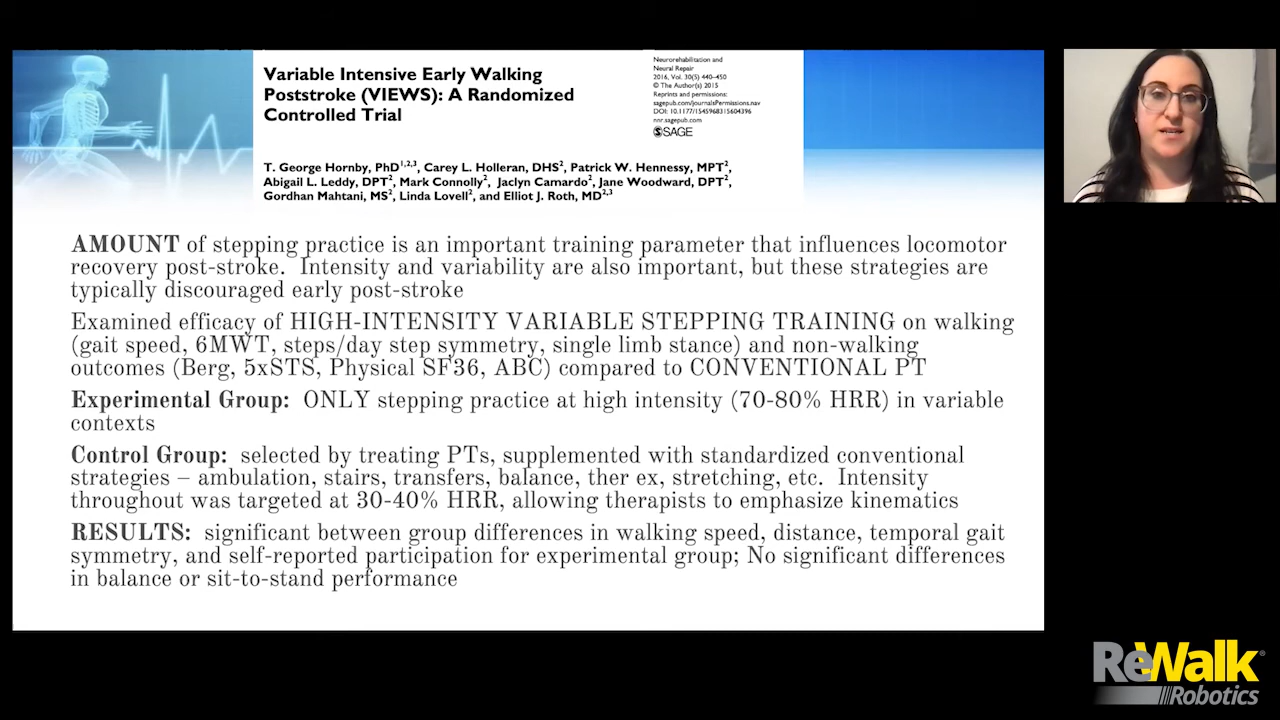 Variable Intensive Early Walking
Poststroke (VIEWS): A Randomized
Controlled Trial
Neurorehabilitation and
Neural Repair
2016, Vol. 30(5) 440–450
© The Author(s) 2015
Reprints and permissions:
sagepub.com/journalsPermissions.nav
DOI: 10.1177/1545968315604396
nnr.sagepub.com
SAGE
T. George Hornby, PhD1,2,3, Carey L. Holleran, DHS2, Patrick W. Hennessy, MPT2,
Abigail L. Leddy, DPT2, Mark Connolly2, Jaclyn Camardo2, Jane Woodward, DPT2,
Gordhan Mahtani, MS2, Linda Lovell2, and Elliot J. Roth, MD2,3
AMOUNT of stepping practice is an important training parameter that influences locomotor
recovery post-stroke. Intensity and variability are also important, but these strategies are
typically discouraged early post-stroke
Examined efficacy of HIGH-INTENSITY VARIABLE STEPPING TRAINING on walking
(gait speed, 6MWT, steps/day step symmetry, single limb stance) and non-walking
outcomes (Berg, 5xSTS, Physical SF36, ABC) compared to CONVENTIONAL PT
Experimental Group: ONLY stepping practice at high intensity (70-80% HRR) in variable
contexts
Control Group: selected by treating PTs, supplemented with standardized conventional
strategies – ambulation, stairs, transfers, balance, ther ex, stretching, etc. Intensity
throughout was targeted at 30-40% HRR, allowing therapists to emphasize kinematics
RESULTS: significant between group differences in walking speed, distance, temporal gait
symmetry, and self-reported participation for experimental group; No significant differences
in balance or sit-to-stand performance
ReWalk®
Robotics